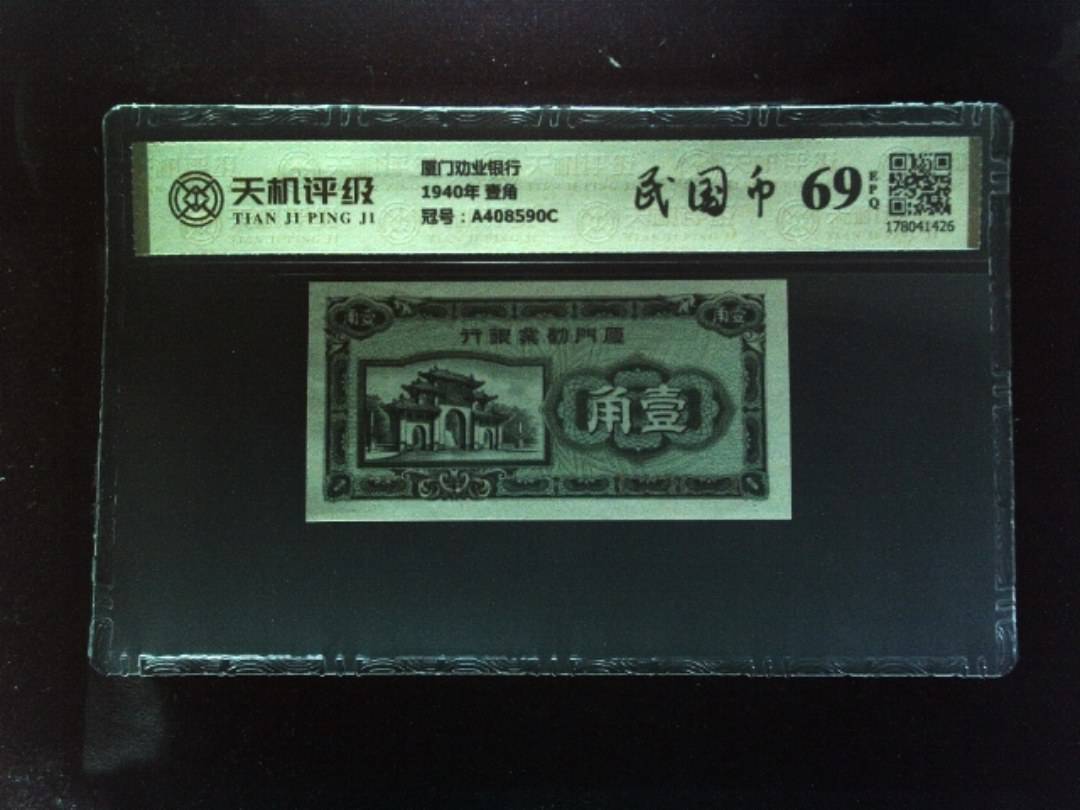 天机评级
TIAN JI PING JI
厦门劝业银行
1940年 壹角
冠号：A408590C
民国币
69
EPQ
178041426
壹角
壹角
行銀業勸門厦
角壹